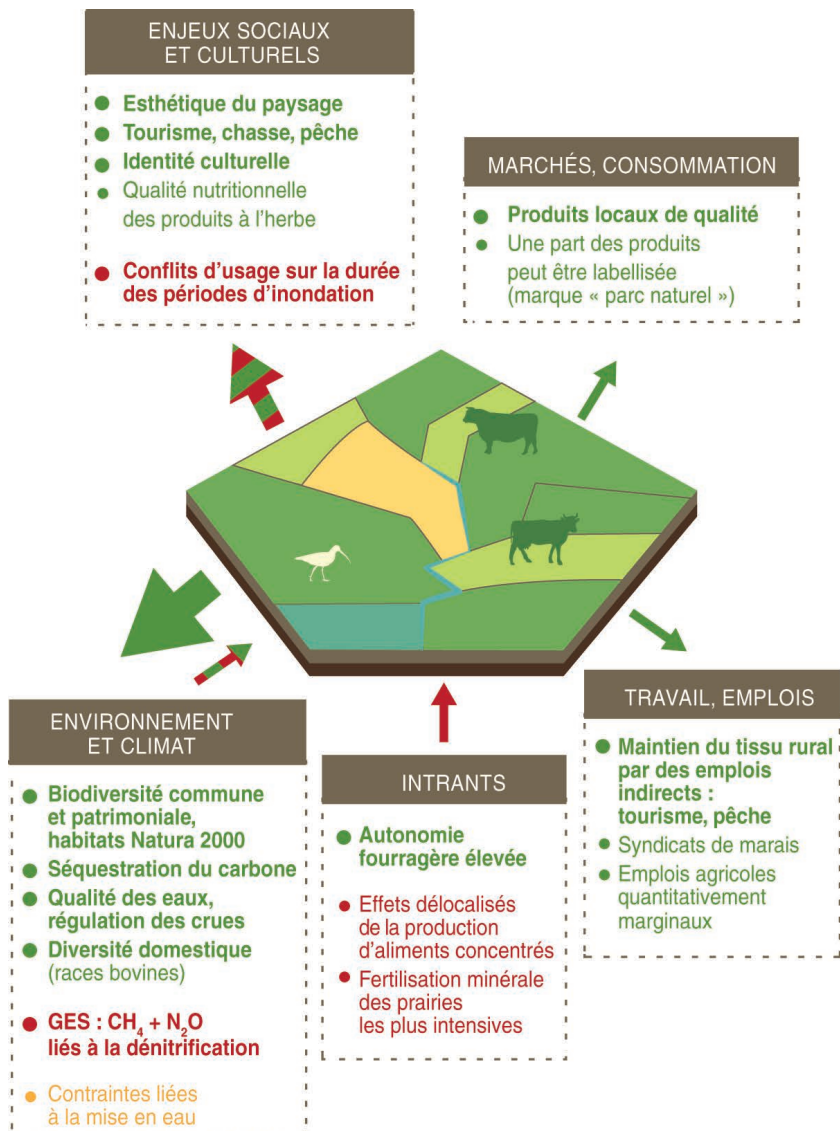 ENJEUX SOCIAUX
ET CULTURELS
● Esthétique du paysage
● Tourisme, chasse, pêche
● Identité culturelle
● Qualité nutritionnelle
des produits à l'herbe
● Conflits d'usage sur la durée
des périodes d'inondation
MARCHÉS, CONSOMMATION
● Produits locaux de qualité
● Une part des produits
peut être labellisée
(marque « parc naturel »)
ENVIRONNEMENT
ET CLIMAT
● Biodiversité commune
et patrimoniale,
habitats Natura 2000
● Séquestration du carbone
● Qualité des eaux,
régulation des crues
● Diversité domestique
(races bovines)
● GES : CH₄ + N₂O
liés à la dénitrification
● Contraintes liées
à la mise en eau
INTRANTS
● Autonomie
fourragère élevée
● Effets délocalisés
de la production
d'aliments concentrés
● Fertilisation minérale
des prairies
les plus intensives
TRAVAIL, EMPLOIS
● Maintien du tissu rural
par des emplois
indirects :
tourisme, pêche
● Syndicats de marais
● Emplois agricoles
quantitativement
marginaux